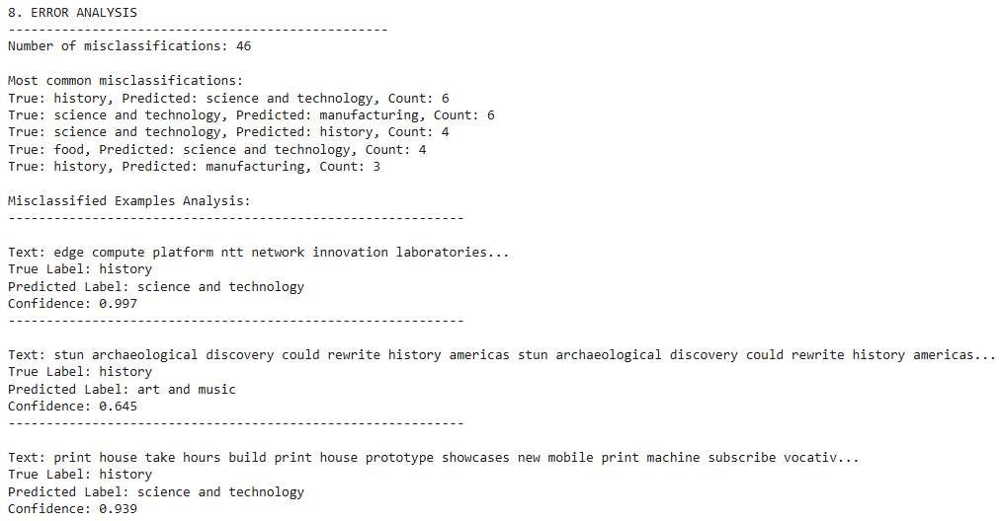 8. ERROR ANALYSIS
--------------------------------------------------
Number of misclassifications: 46
Most common misclassifications:
True: history, Predicted: science and technology, Count: 6
True: science and technology, Predicted: manufacturing, Count: 6
True: science and technology, Predicted: history, Count: 4
True: food, Predicted: science and technology, Count: 4
True: history, Predicted: manufacturing, Count: 3
Misclassified Examples Analysis:
------------------------------------------------------------
Text: edge compute platform ntt network innovation laboratories...
True Label: history
Predicted Label: science and technology
Confidence: 0.997
------------------------------------------------------------
Text: stun archaeological discovery could rewrite history americas stun archaeological discovery could rewrite history americas...
True Label: history
Predicted Label: art and music
Confidence: 0.645
------------------------------------------------------------
Text: print house take hours build print house prototype showcases new mobile print machine subscribe vocativ...
True Label: history
Predicted Label: science and technology
Confidence: 0.939